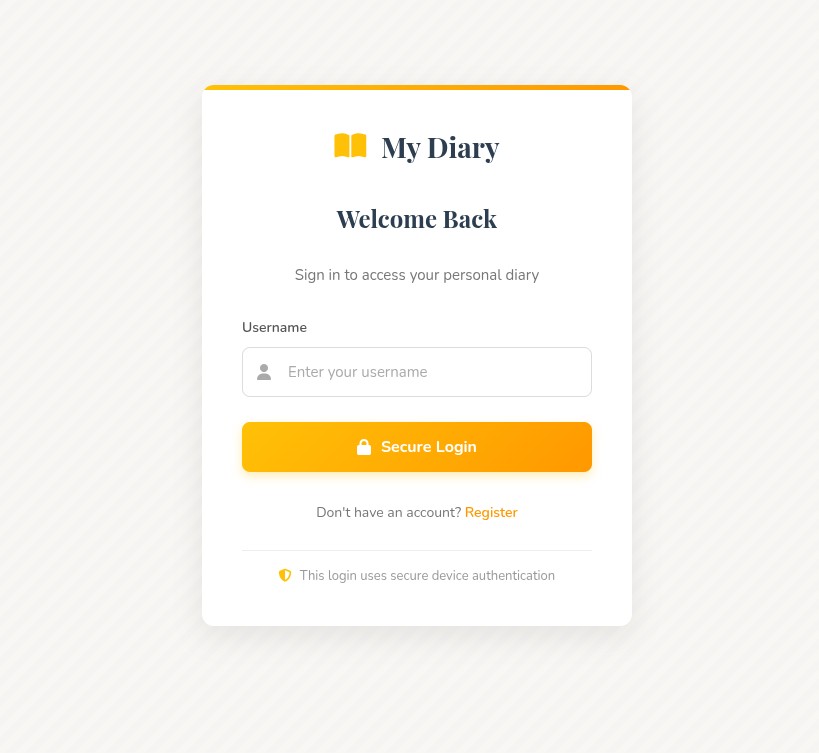 My Diary
Welcome Back
Sign in to access your personal diary
Username
Enter your username
Secure Login
Don't have an account? Register
This login uses secure device authentication